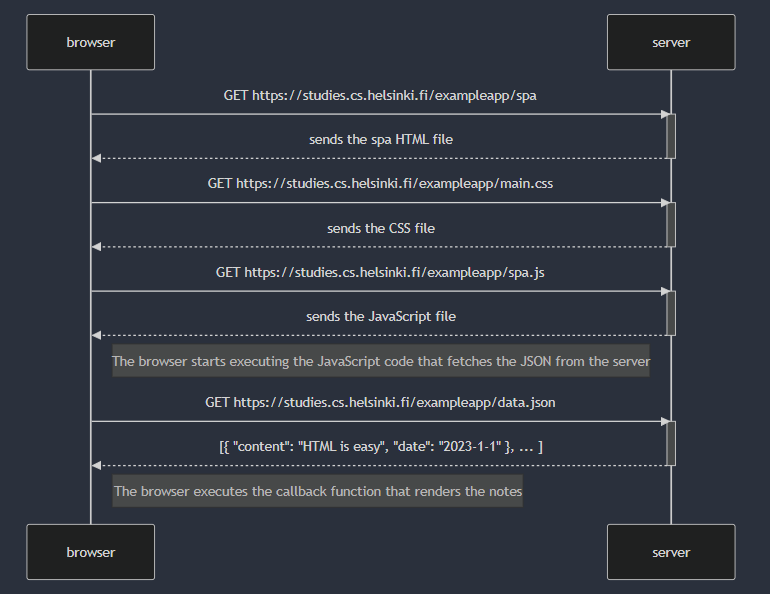 browser
server
GET https://studies.cs.helsinki.fi/exampleapp/spa
sends the spa HTML file
GET https://studies.cs.helsinki.fi/exampleapp/main.css
sends the CSS file
GET https://studies.cs.helsinki.fi/exampleapp/spa.js
sends the JavaScript file
The browser starts executing the JavaScript code that fetches the JSON from the server
GET https://studies.cs.helsinki.fi/exampleapp/data.json
[{ "content": "HTML is easy", "date": "2023-1-1" }, ... ]
The browser executes the callback function that renders the notes
browser
server